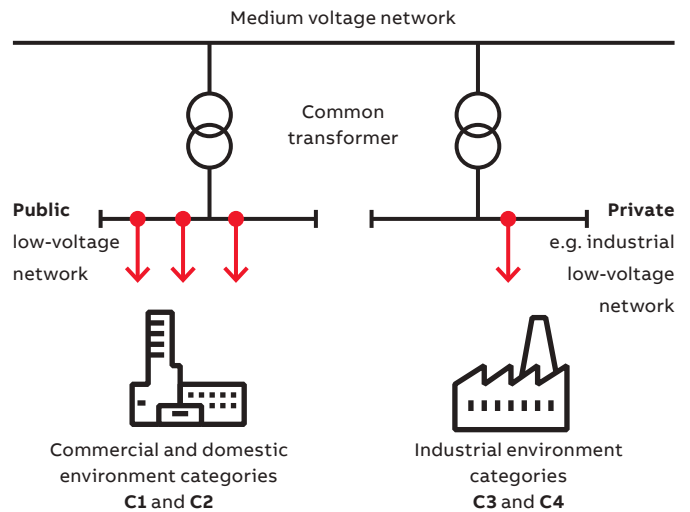 Medium voltage network
Common
transformer
Public
low-voltage
network
Private
e.g. industrial
low-voltage
network
Commercial and domestic
environment categories
C1 and C2
Industrial environment
categories
C3 and C4